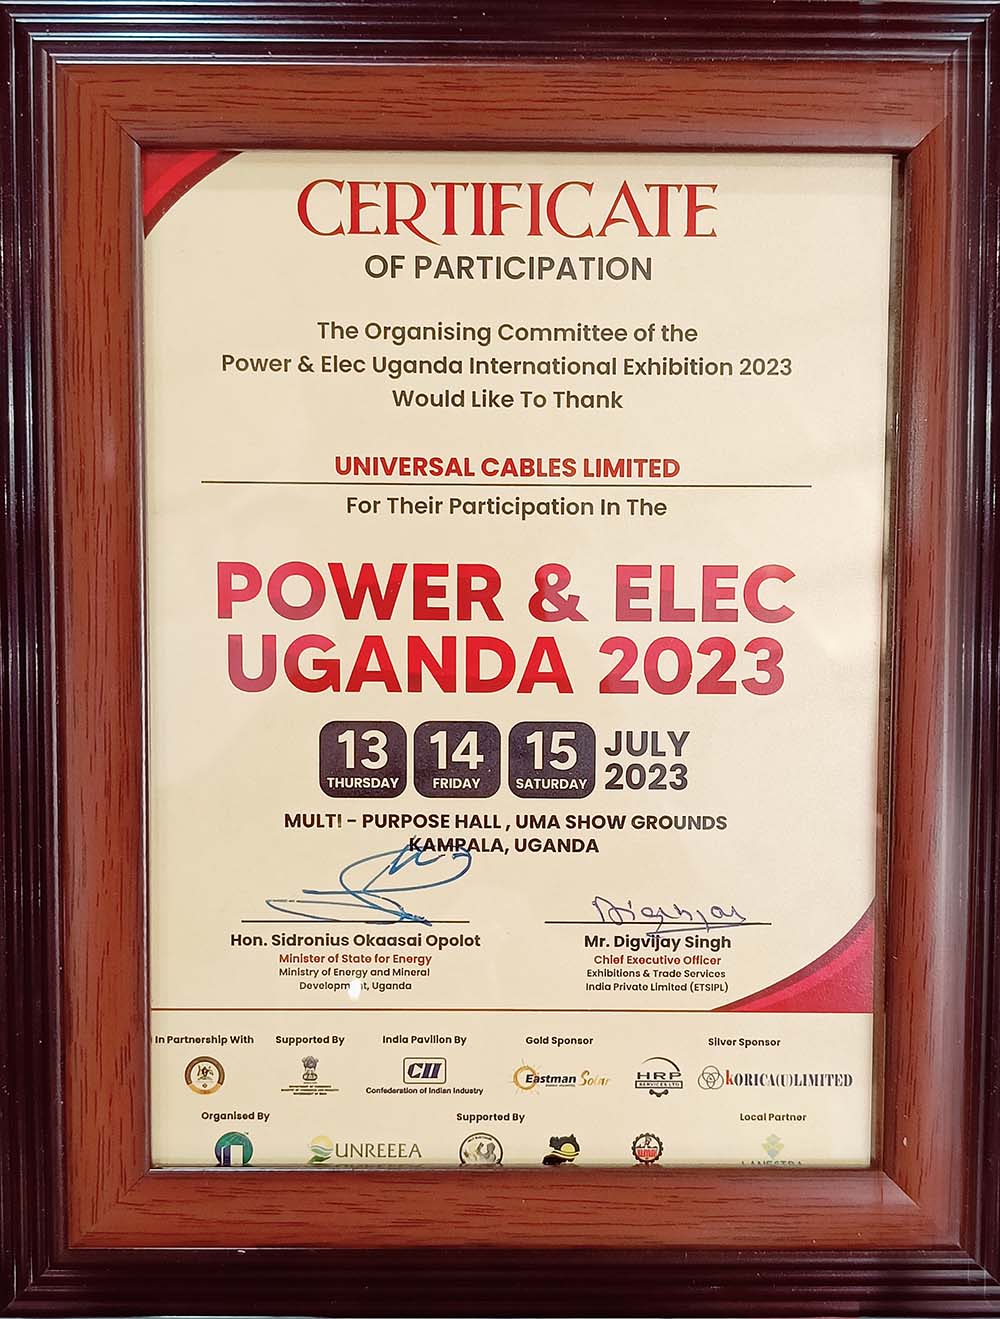 CERTIFICATE
OF PARTICIPATION
The Organising Committee of the
Power & Elec Uganda International Exhibition 2023
Would Like To Thank
UNIVERSAL CABLES LIMITED
For Their Participation In The
POWER & ELEC
UGANDA 2023
13 THURSDAY
14 FRIDAY
15 SATURDAY
JULY
2023
MULTI - PURPOSE HALL , UMA SHOW GROUNDS
KAMPALA, UGANDA
Hon. Sidronius Okaasai Opolot
Minister of State for Energy
Ministry of Energy and Mineral
Development, Uganda
Digvijay
Mr. Digvijay Singh
Chief Executive Officer
Exhibitions & Trade Services
India Private Limited (ETSIPL)
In Partnership With
Supported By
India Pavilion By
CII
Confederation of Indian Industry
Gold Sponsor
Eastman Solar
HRP
SERVICES LTD
Silver Sponsor
KORICA(U)LIMITED
Organised By
UNREEEA
Supported By
Local Partner